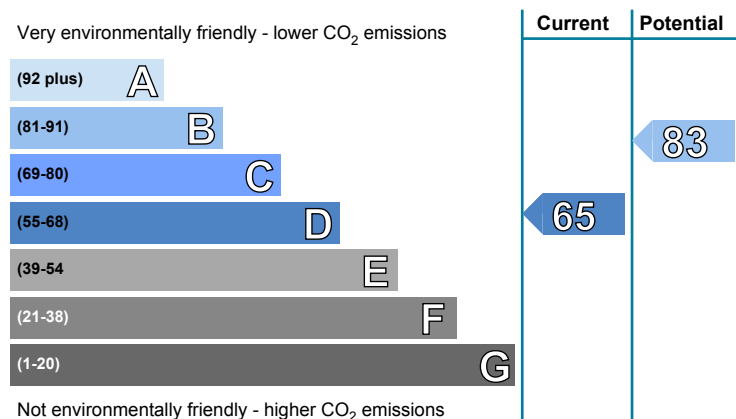 Current Potential
Very environmentally friendly - lower CO2 emissions
(92 plus) A
(81-91) B
83
(69-80) C
(55-68) D
65
(39-54 E
(21-38) F
(1-20) G
Not environmentally friendly - higher CO2 emissions